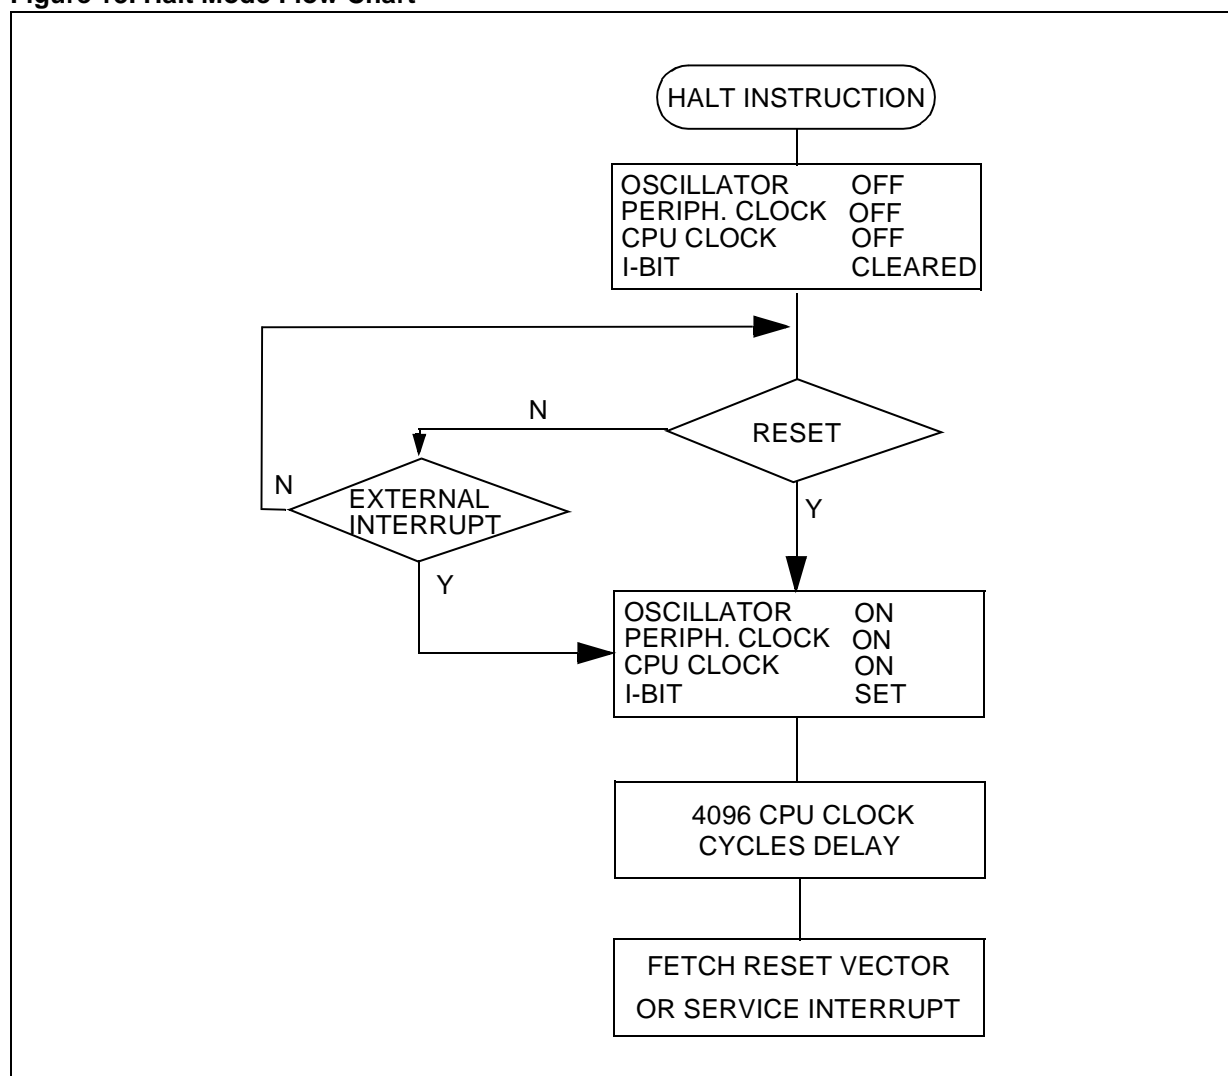 HALT INSTRUCTION
OSCILLATOR OFF
PERIPH. CLOCK OFF
CPU CLOCK OFF
I-BIT CLEARED
N
RESET
N
EXTERNAL
INTERRUPT
Y
Y
OSCILLATOR ON
PERIPH. CLOCK ON
CPU CLOCK ON
I-BIT SET
4096 CPU CLOCK
CYCLES DELAY
FETCH RESET VECTOR
OR SERVICE INTERRUPT